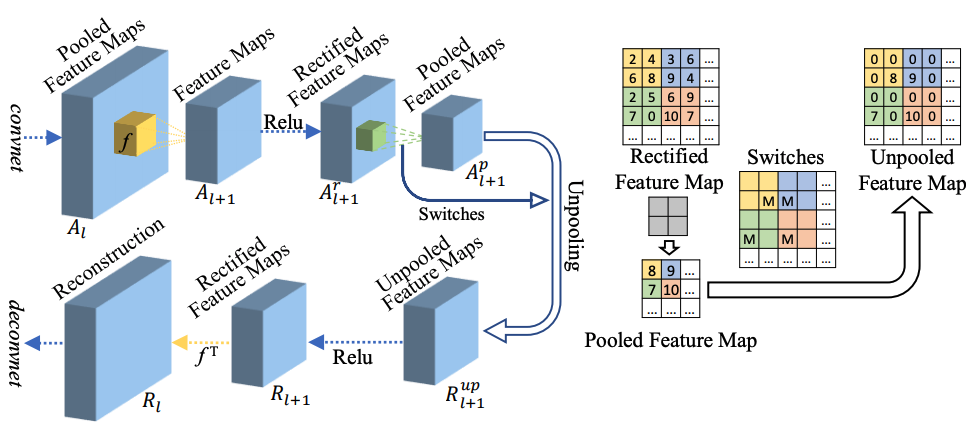 Pooled
Feature Maps
Feature Maps
Rectified
Feature Maps
Pooled
Feature Maps
convnet
f
Relu
A_l
A_{l+1}
A^r_{l+1}
A^p_{l+1}
Switches
Unpooling
Reconstruction
Rectified
Feature Maps
Unpooled
Feature Maps
deconvnet
f^T
Relu
R_l
R_{l+1}
R^{up}_{l+1}
2 4 3 6 ...
6 8 9 4 ...
2 5 6 9 ...
7 0 10 7 ...
... ... ... ... ...
Rectified
Feature Map
8 9 ...
7 10 ...
... ... ...
Pooled Feature Map
Switches
...
M M ...
...
M M ...
... ... ... ... ...
0 0 0 0 ...
0 8 9 0 ...
0 0 0 0 ...
7 0 10 0 ...
... ... ... ... ...
Unpooled
Feature Map